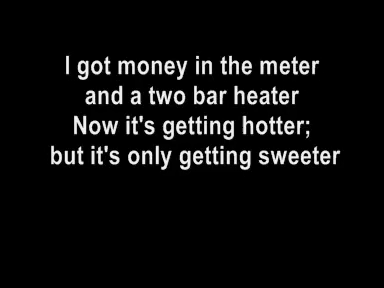 I got money in the meter
and a two bar heater
Now it's getting hotter;
but it's only getting sweeter